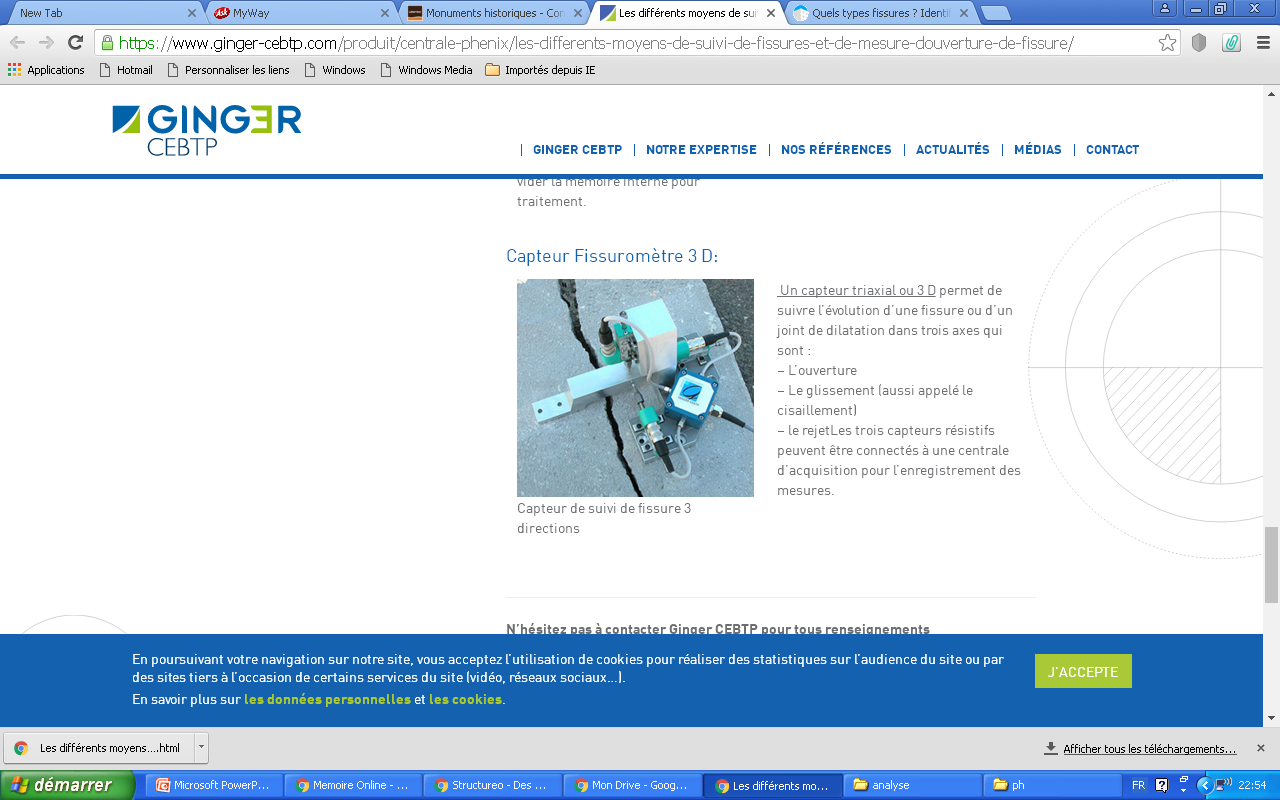 New Tab
MyWay
Monuments historiques - Con
Les différents moyens de sui
Quels types fissures ? Identi
https://www.ginger-cebtp.com/produit/centrale-phenix/les-differents-moyens-de-suivi-de-fissures-et-de-mesure-douverture-de-fissure/
Applications
Hotmail
Personnaliser les liens
Windows
Windows Media
Importés depuis IE
GINGER
CEBTP
GINGER CEBTP
NOTRE EXPERTISE
NOS RÉFÉRENCES
ACTUALITÉS
MÉDIAS
CONTACT
vider la mémoire interne pour
traitement.
Capteur Fissuromètre 3 D:
Capteur de suivi de fissure 3
directions
Un capteur triaxial ou 3 D permet de
suivre l'évolution d'une fissure ou d'un
joint de dilatation dans trois axes qui
sont :
– L'ouverture
– Le glissement (aussi appelé le
cisaillement)
– le rejetLes trois capteurs résistifs
peuvent être connectés à une centrale
d'acquisition pour l'enregistrement des
mesures.
N'hésitez pas à contacter Ginger CEBTP pour tous renseignements
En poursuivant votre navigation sur notre site, vous acceptez l'utilisation de cookies pour réaliser des statistiques sur l'audience du site ou par
des sites tiers à l'occasion de certains services du site (vidéo, réseaux sociaux...).
En savoir plus sur les données personnelles et les cookies.
J'ACCEPTE
Les différents moyens....html
Afficher tous les téléchargements...
démarrer
Microsoft PowerP...
Memoire Online - ...
Structureo - Des ...
Mon Drive - Goog...
Les différents mo...
analyse
ph
FR
22:54